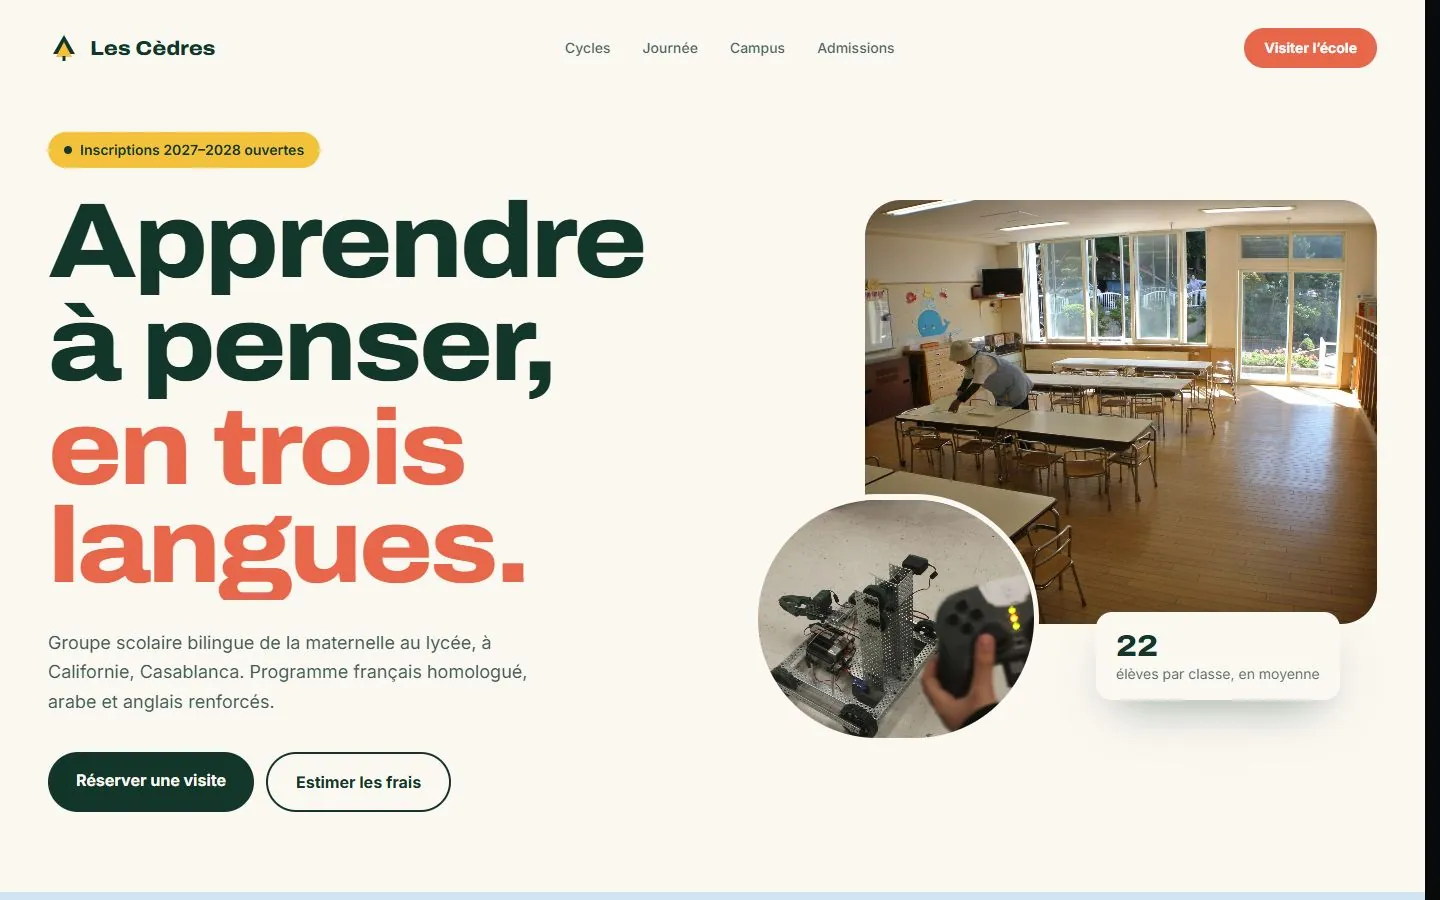 Les Cèdres
Cycles
Journée
Campus
Admissions
Visiter l'école
Inscriptions 2027–2028 ouvertes
Apprendre
à penser,
en trois
langues.
Groupe scolaire bilingue de la maternelle au lycée, à
Californie, Casablanca. Programme français homologué,
arabe et anglais renforcés.
Réserver une visite
Estimer les frais
22
élèves par classe, en moyenne